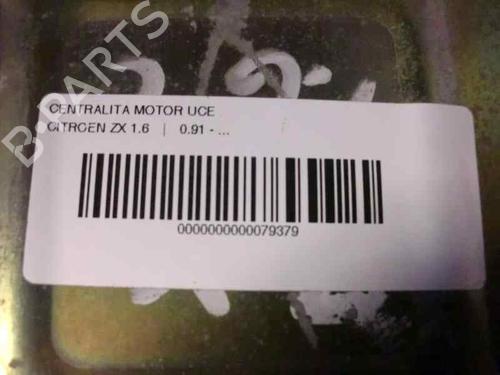 B-PARTS
CENTRALITA MOTOR UCE
CITROEN ZX 1.6 | 0.91 - ...
0000000000079379